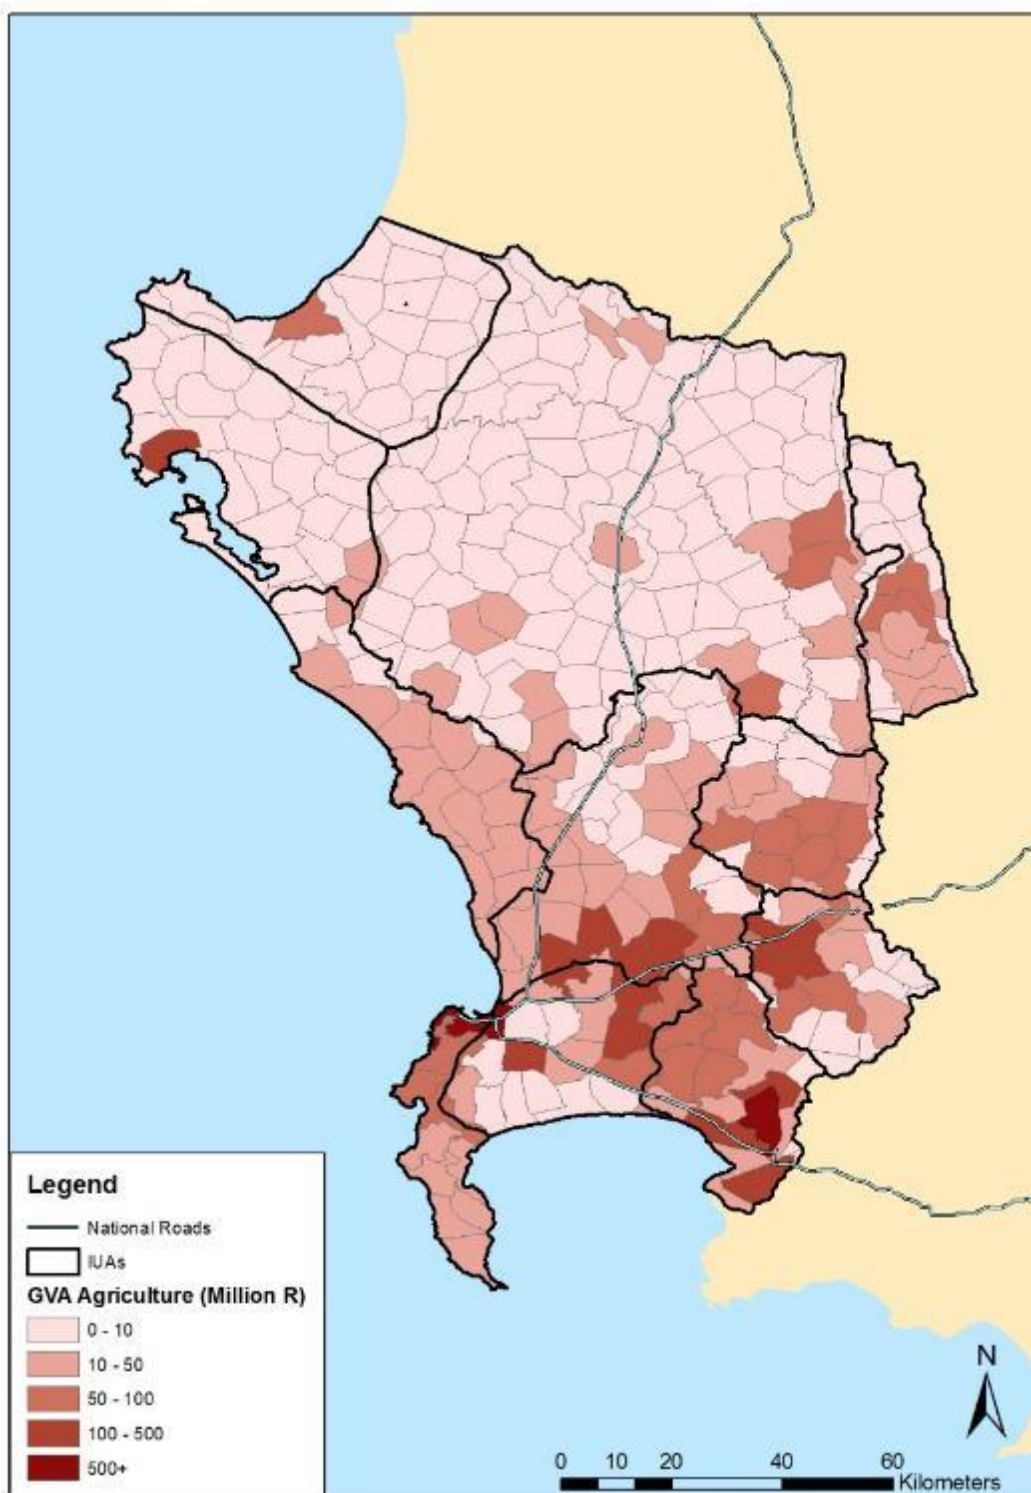 Legend
National Roads
IUAs
GVA Agriculture (Million R)
0 - 10
10 - 50
50 - 100
100 - 500
500+
N
0 10 20 40 60
Kilometers